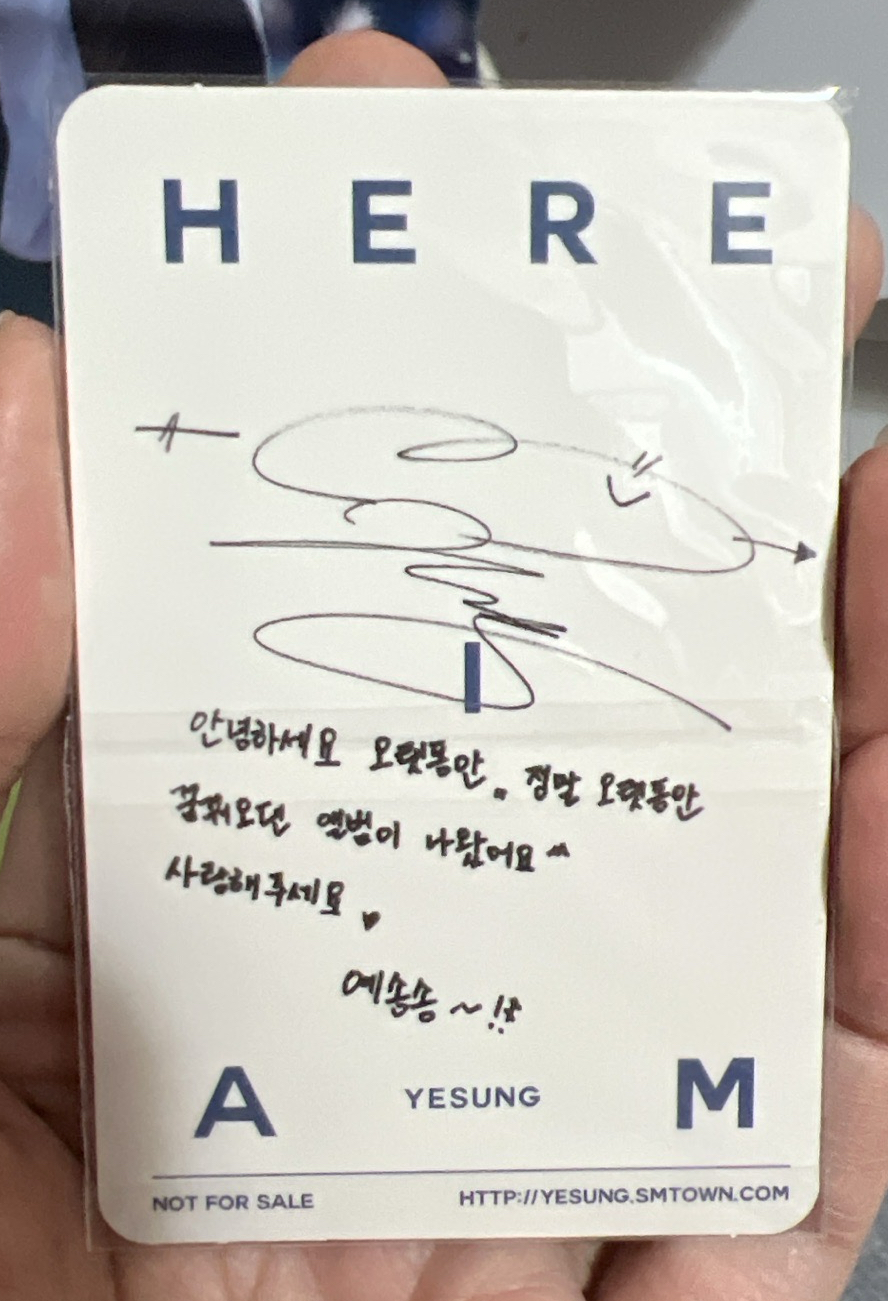 H E R E
I
안녕하세요 오랫동안.. 정말 오랫동안
꿈꿔오던 앨범이 나왔어요 ^^
사랑해주세요 ♥
예송송~!!☆
A YESUNG M
NOT FOR SALE HTTP://YESUNG.SMTOWN.COM